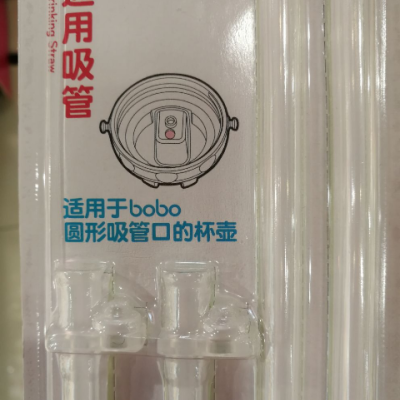 用吸管
rinking Straw
适用于bobo
圆形吸管口的杯壶